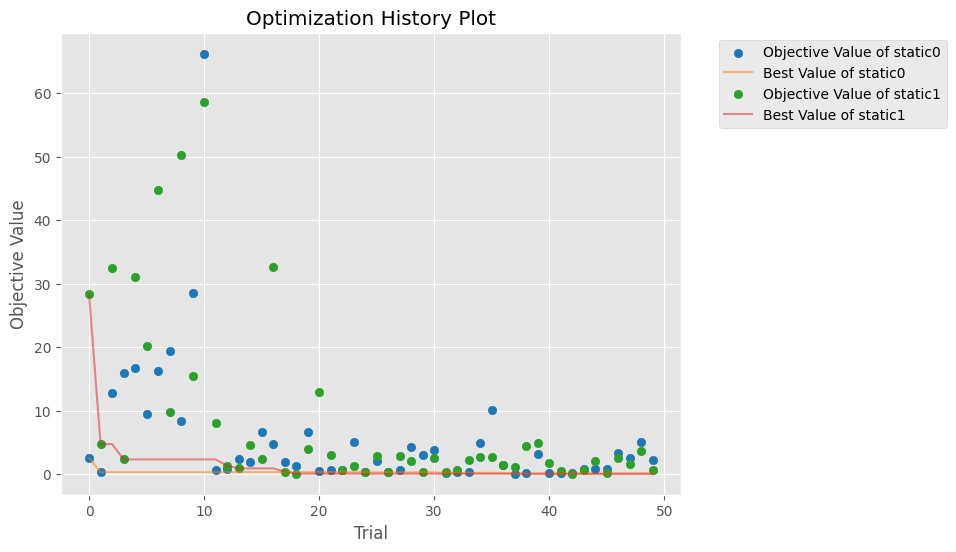 Optimization History Plot
Objective Value of static0
Best Value of static0
Objective Value of static1
Best Value of static1
60
50
40
30
20
10
0
Objective Value
0 10 20 30 40 50
Trial